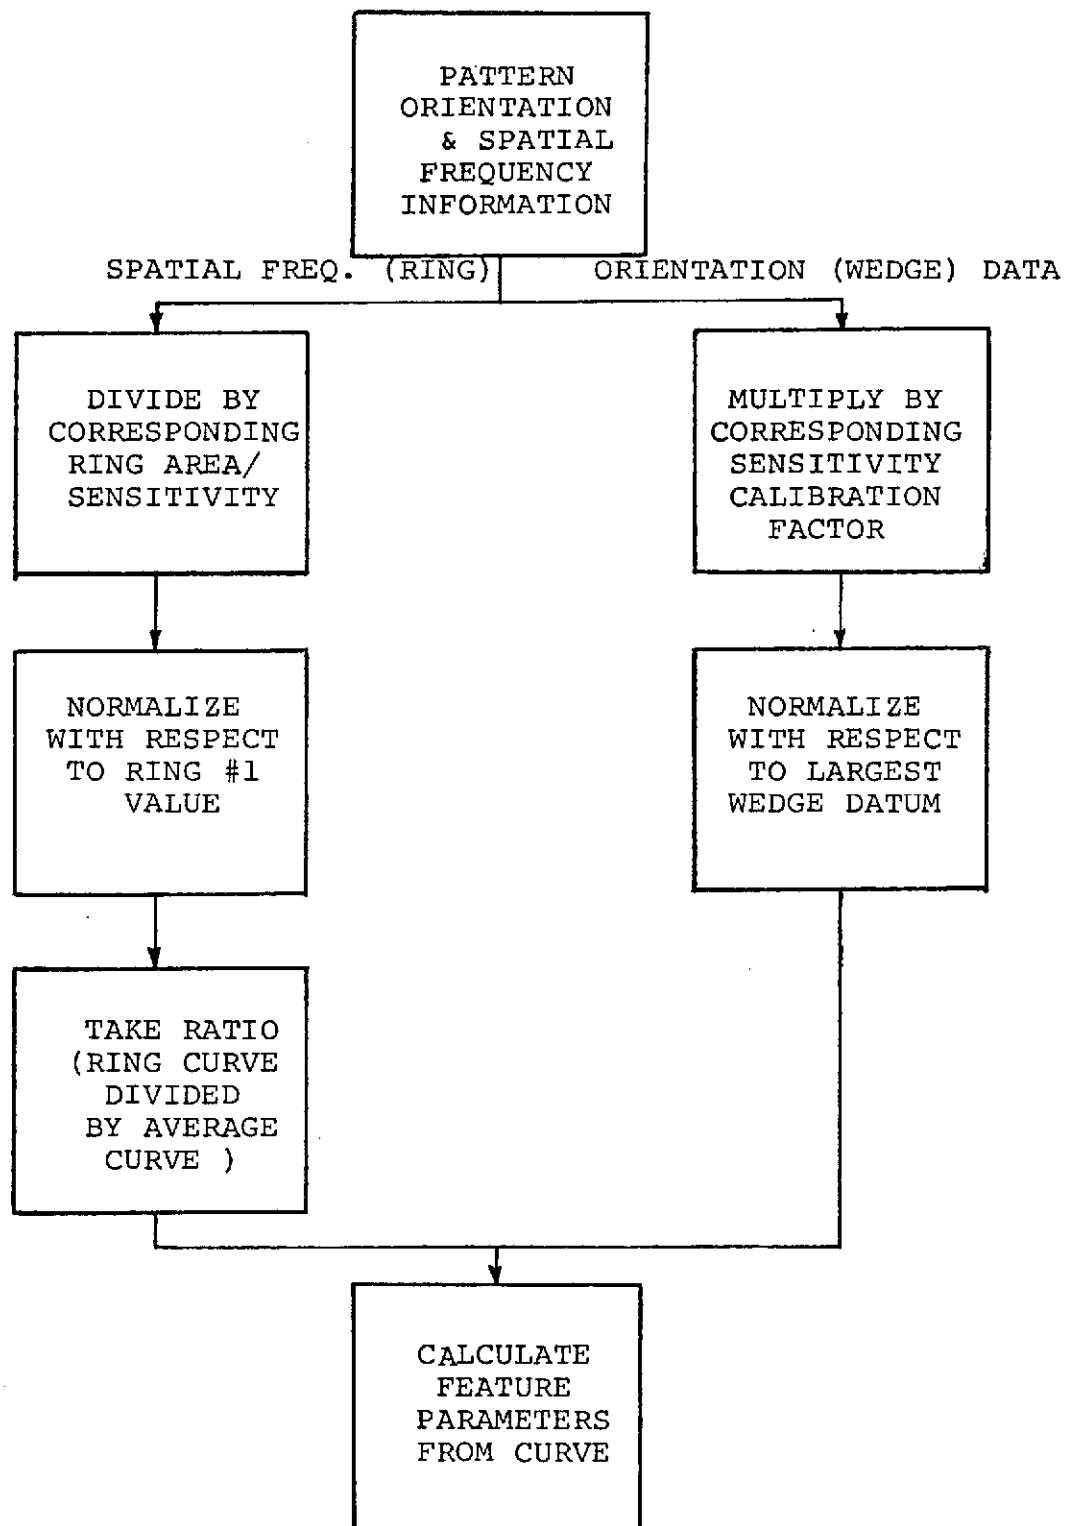 PATTERN
ORIENTATION
& SPATIAL
FREQUENCY
INFORMATION
SPATIAL FREQ. (RING)
ORIENTATION (WEDGE) DATA
DIVIDE BY
CORRESPONDING
RING AREA/
SENSITIVITY
MULTIPLY BY
CORRESPONDING
SENSITIVITY
CALIBRATION
FACTOR
NORMALIZE
WITH RESPECT
TO RING #1
VALUE
NORMALIZE
WITH RESPECT
TO LARGEST
WEDGE DATUM
TAKE RATIO
(RING CURVE
DIVIDED
BY AVERAGE
CURVE )
CALCULATE
FEATURE
PARAMETERS
FROM CURVE